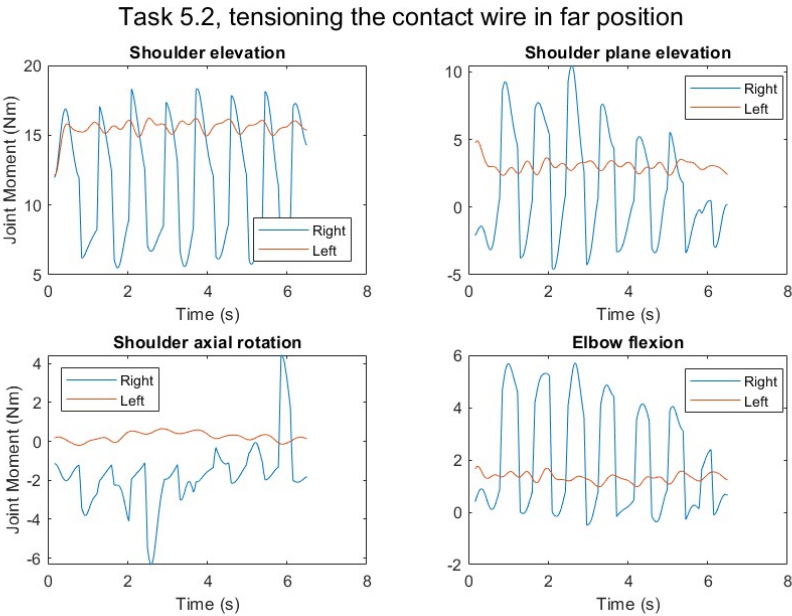 Task 5.2, tensioning the contact wire in far position
Shoulder elevation
20
15
10
5
Joint Moment (Nm)
Right
Left
0 2 4 6 8
Time (s)
Shoulder plane elevation
10
5
0
-5
Right
Left
0 2 4 6 8
Time (s)
Shoulder axial rotation
4
2
0
-2
-4
-6
Joint Moment (Nm)
Right
Left
0 2 4 6 8
Time (s)
Elbow flexion
6
4
2
0
-2
Right
Left
0 2 4 6 8
Time (s)